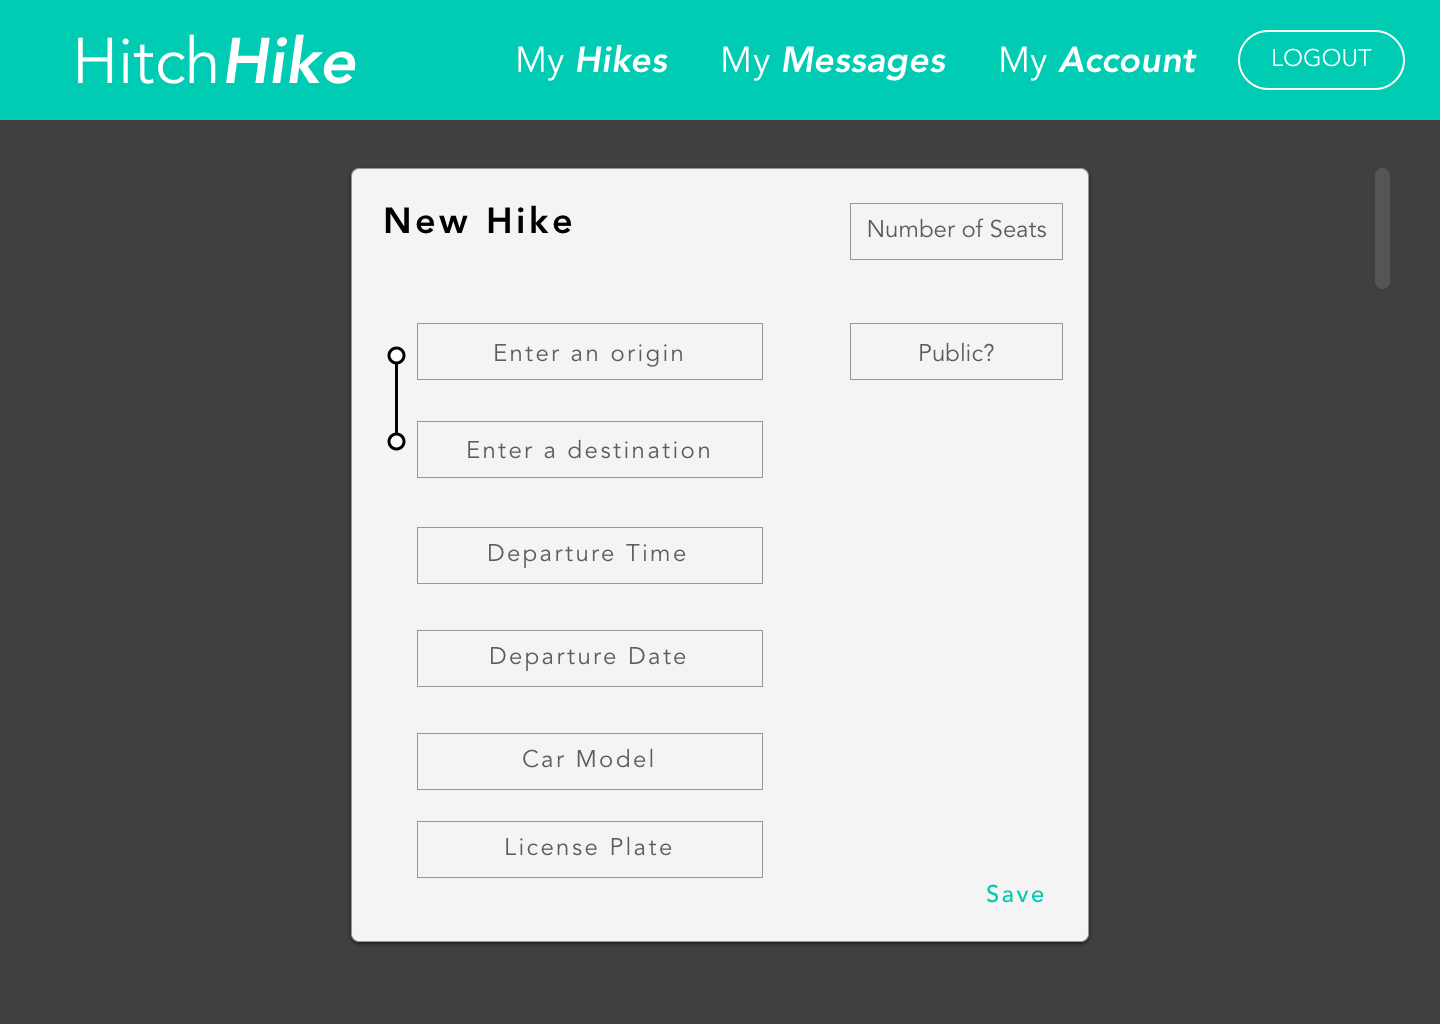 HitchHike
My Hikes
My Messages
My Account
LOGOUT
New Hike
Number of Seats
Enter an origin
Public?
Enter a destination
Departure Time
Departure Date
Car Model
License Plate
Save